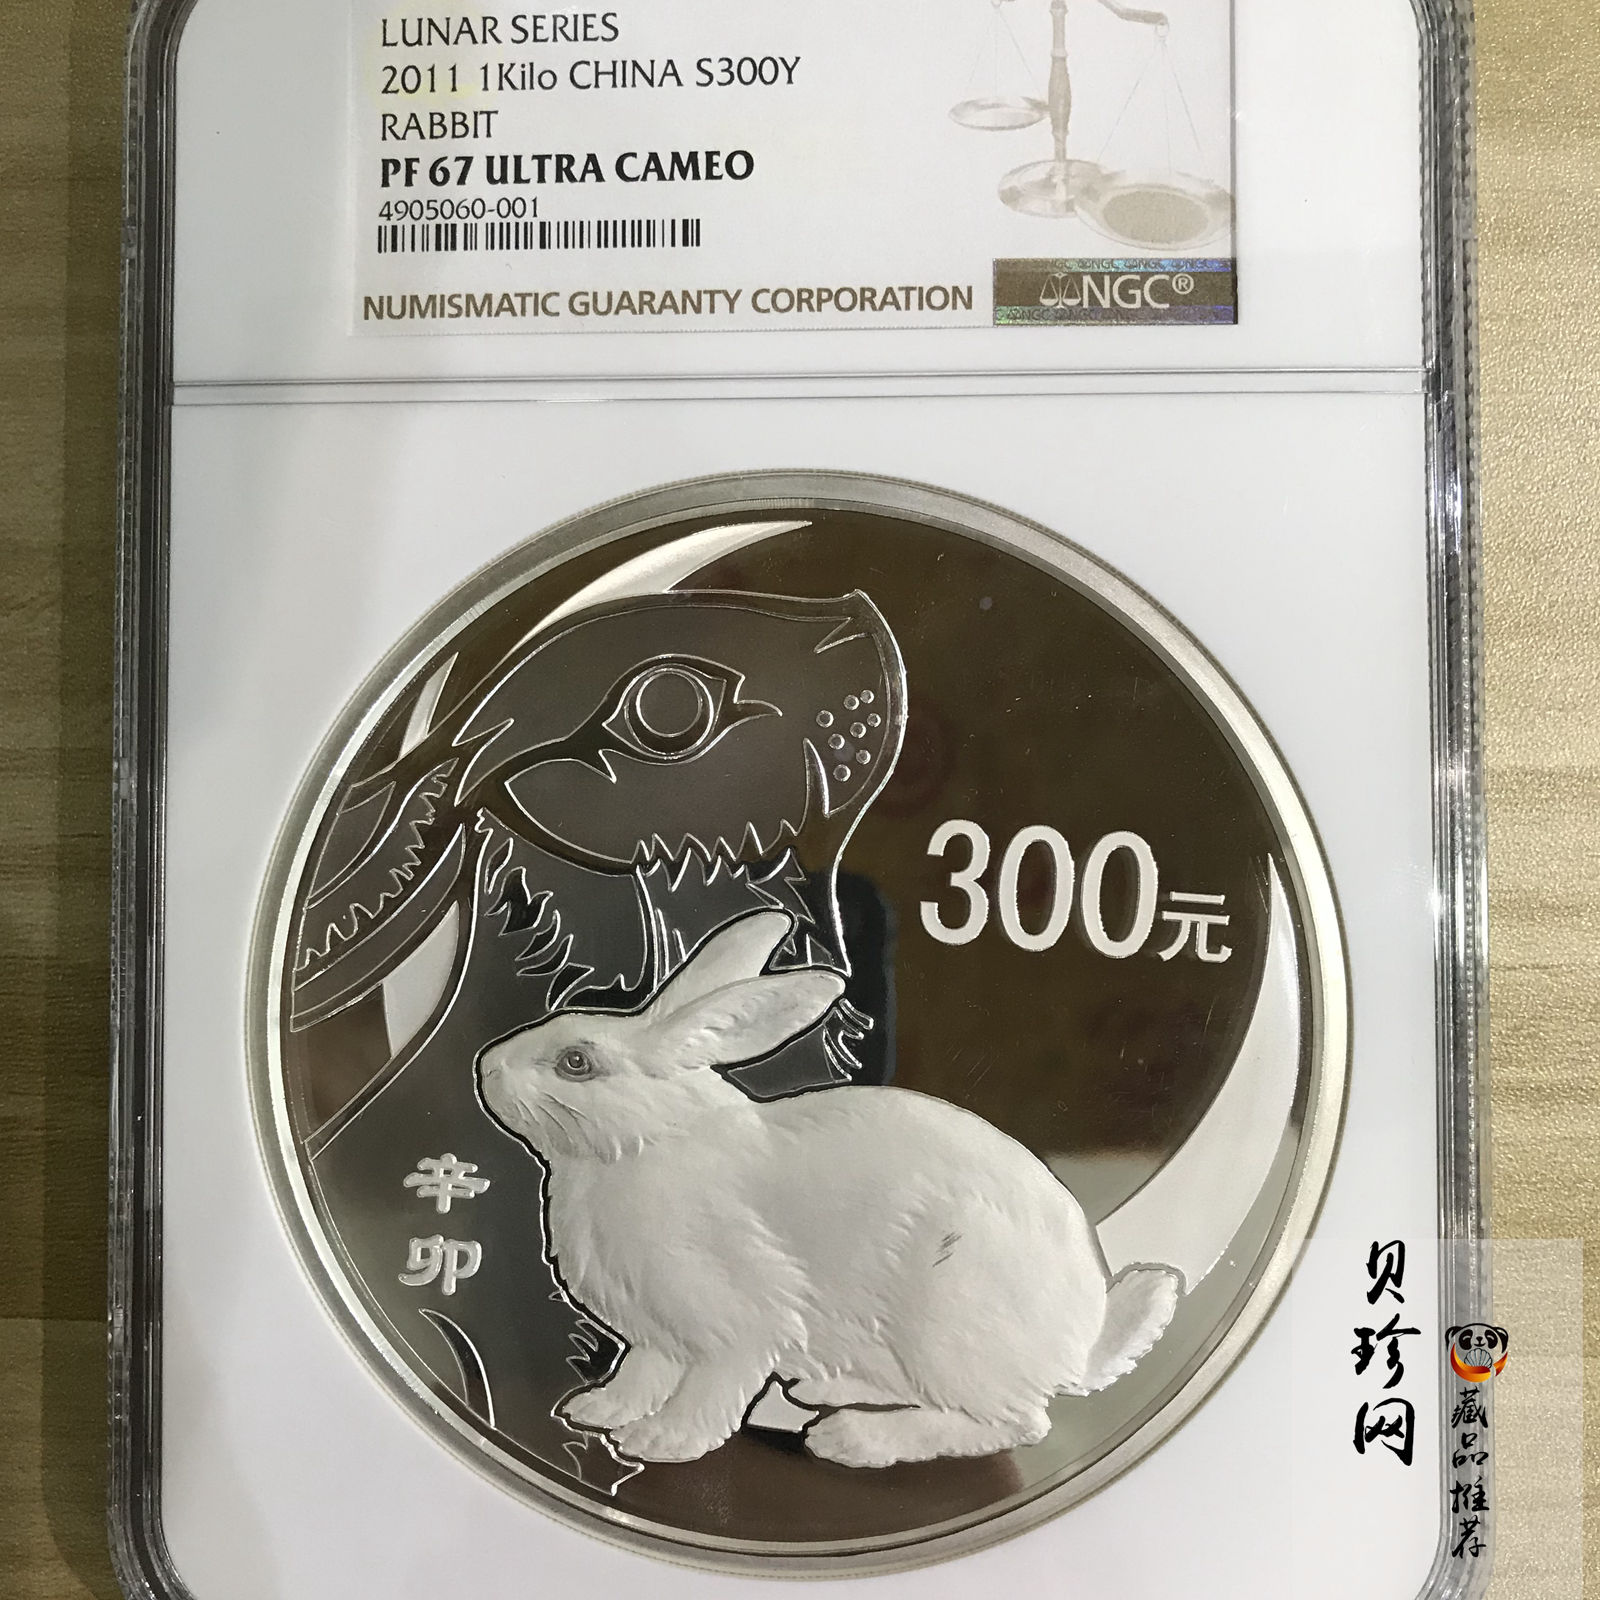 LUNAR SERIES
2011 1Kilo CHINA S300Y
RABBIT
PF 67 ULTRA CAMEO
4905060-001
NUMISMATIC GUARANTY CORPORATION
NGC®
300元
辛
卯
贝珍网
藏品推荐